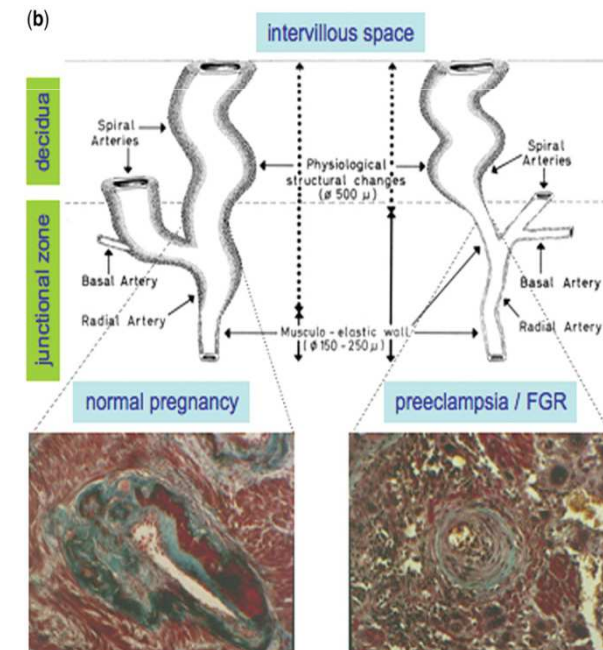 (b)
intervillous space
decidua
junctional zone
Spiral
Arteries
Physiological
structural changes
(ø 500 µ)
Spiral
Arteries
Basal Artery
Radial Artery
Musculo-elastic wall
(ø 150-250µ)
Basal Artery
Radial Artery
normal pregnancy
preeclampsia / FGR